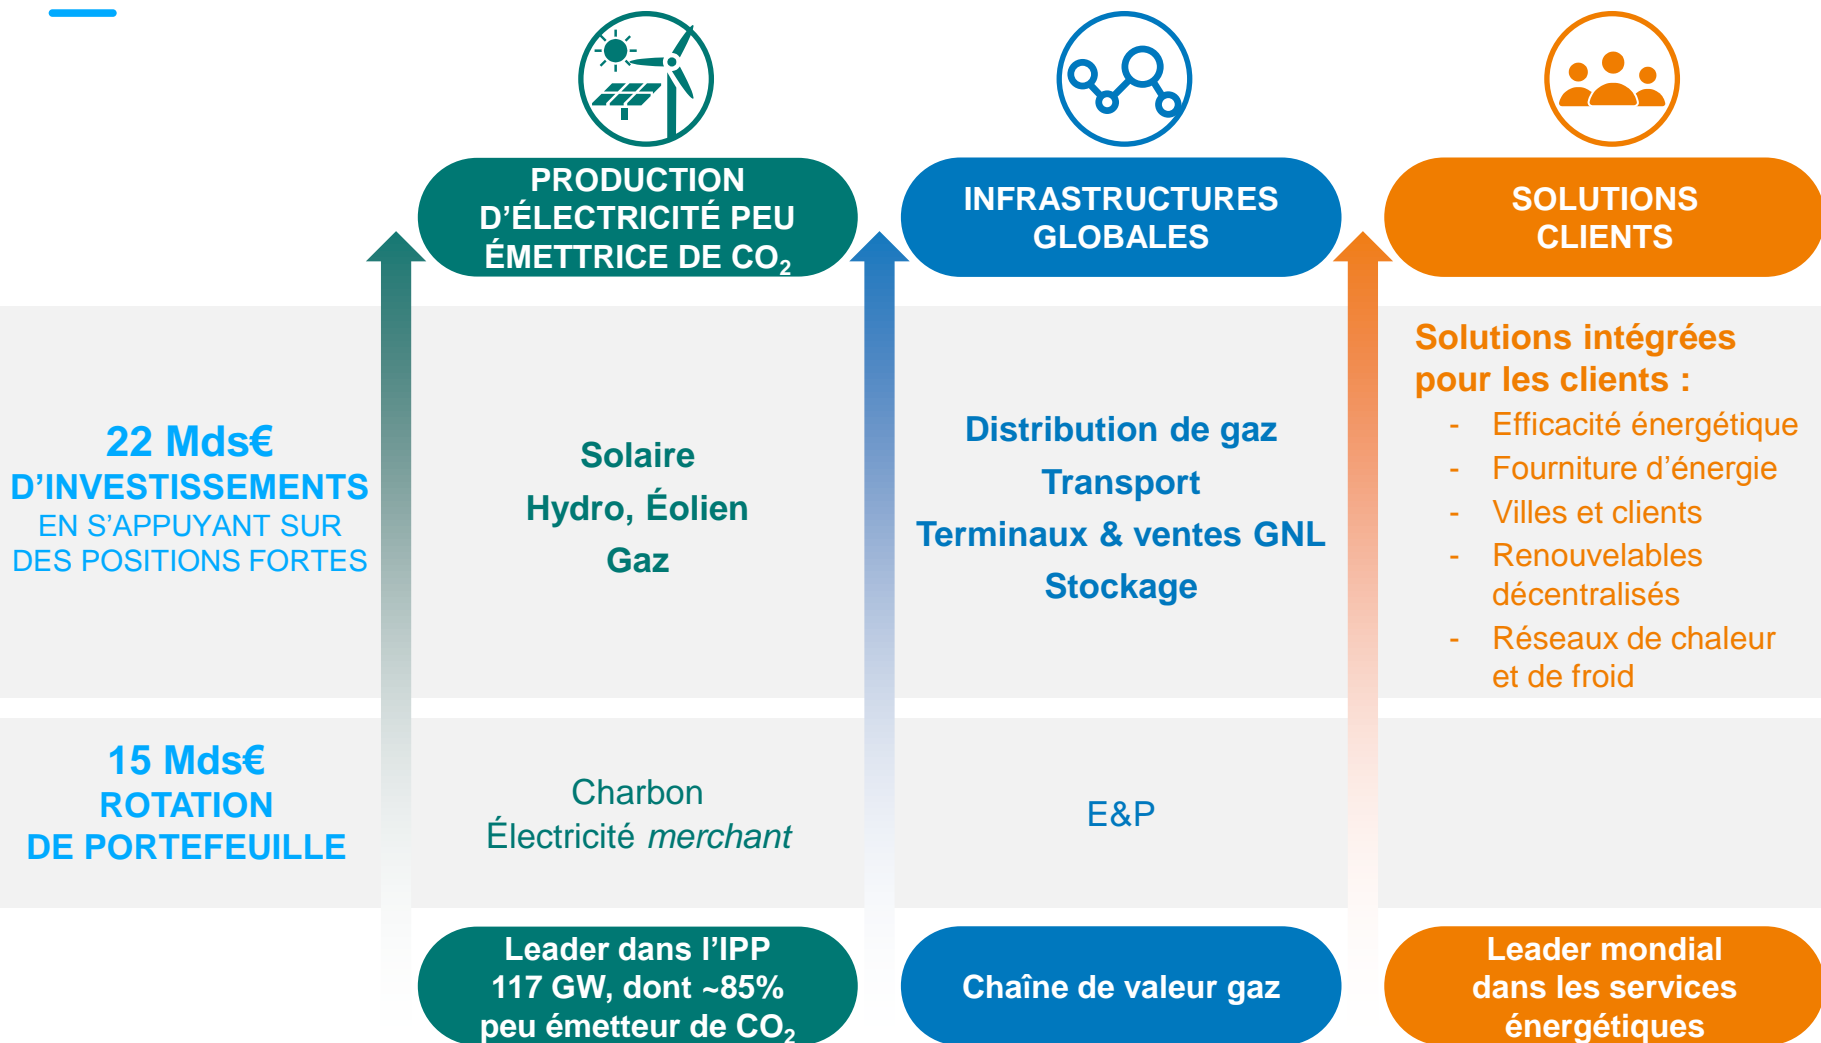 PRODUCTION
D’ÉLECTRICITÉ PEU
ÉMETTRICE DE CO₂
INFRASTRUCTURES
GLOBALES
SOLUTIONS
CLIENTS
22 Mds€
D’INVESTISSEMENTS
EN S’APPUYANT SUR
DES POSITIONS FORTES
Solaire
Hydro, Éolien
Gaz
Distribution de gaz
Transport
Terminaux & ventes GNL
Stockage
Solutions intégrées
pour les clients :
- Efficacité énergétique
- Fourniture d’énergie
- Villes et clients
- Renouvelables
décentralisés
- Réseaux de chaleur
et de froid
15 Mds€
ROTATION
DE PORTEFEUILLE
Charbon
Électricité merchant
E&P
Leader dans l’IPP
117 GW, dont ~85%
peu émetteur de CO₂
Chaîne de valeur gaz
Leader mondial
dans les services
énergétiques